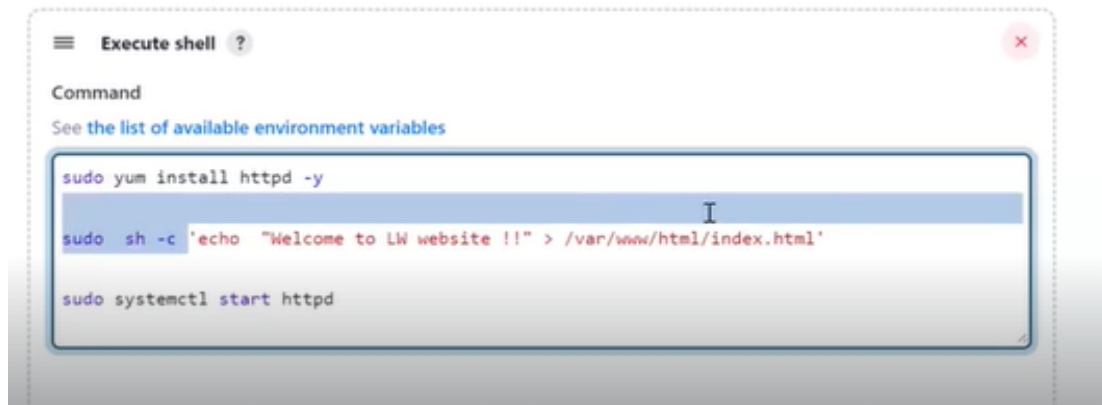 Execute shell ?
Command
See the list of available environment variables
sudo yum install httpd -y
sudo  sh -c 'echo  "Welcome to LW website !!" > /var/www/html/index.html'
sudo systemctl start httpd